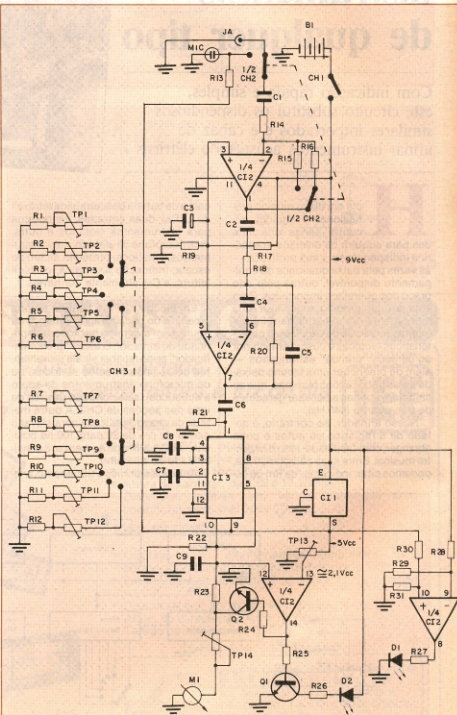 de qualquer tipo
JA
B1
MIC
1/2
CH2
CH1
R13
C1
R14
R16
R15
3
2
+
-
1/4
CI2
11
4
1
1/2 CH2
C3
C2
R1
TP1
R19
R17
R2
TP2
R18
9Vcc
R3
TP3
R4
TP4
C4
R5
TP5
5
6
R6
TP6
+
-
1/4
CI2
R20
C5
CH3
7
R7
TP7
C6
R8
TP8
R21
1
R9
TP9
C8
4
3
8
R10
TP10
C7
2
CI3
E
R11
TP11
11
5
C
CI1
12
S
R12
TP12
10
9
R22
TP13
5Vcc
R30
R28
C9
≃2,1Vcc
R29
12
13
R31
10
9
R23
+
-
1/4
CI2
+
-
1/4
CI2
Q2
R24
14
8
TP14
R25
D1
R27
M1
Q1
R26
D2